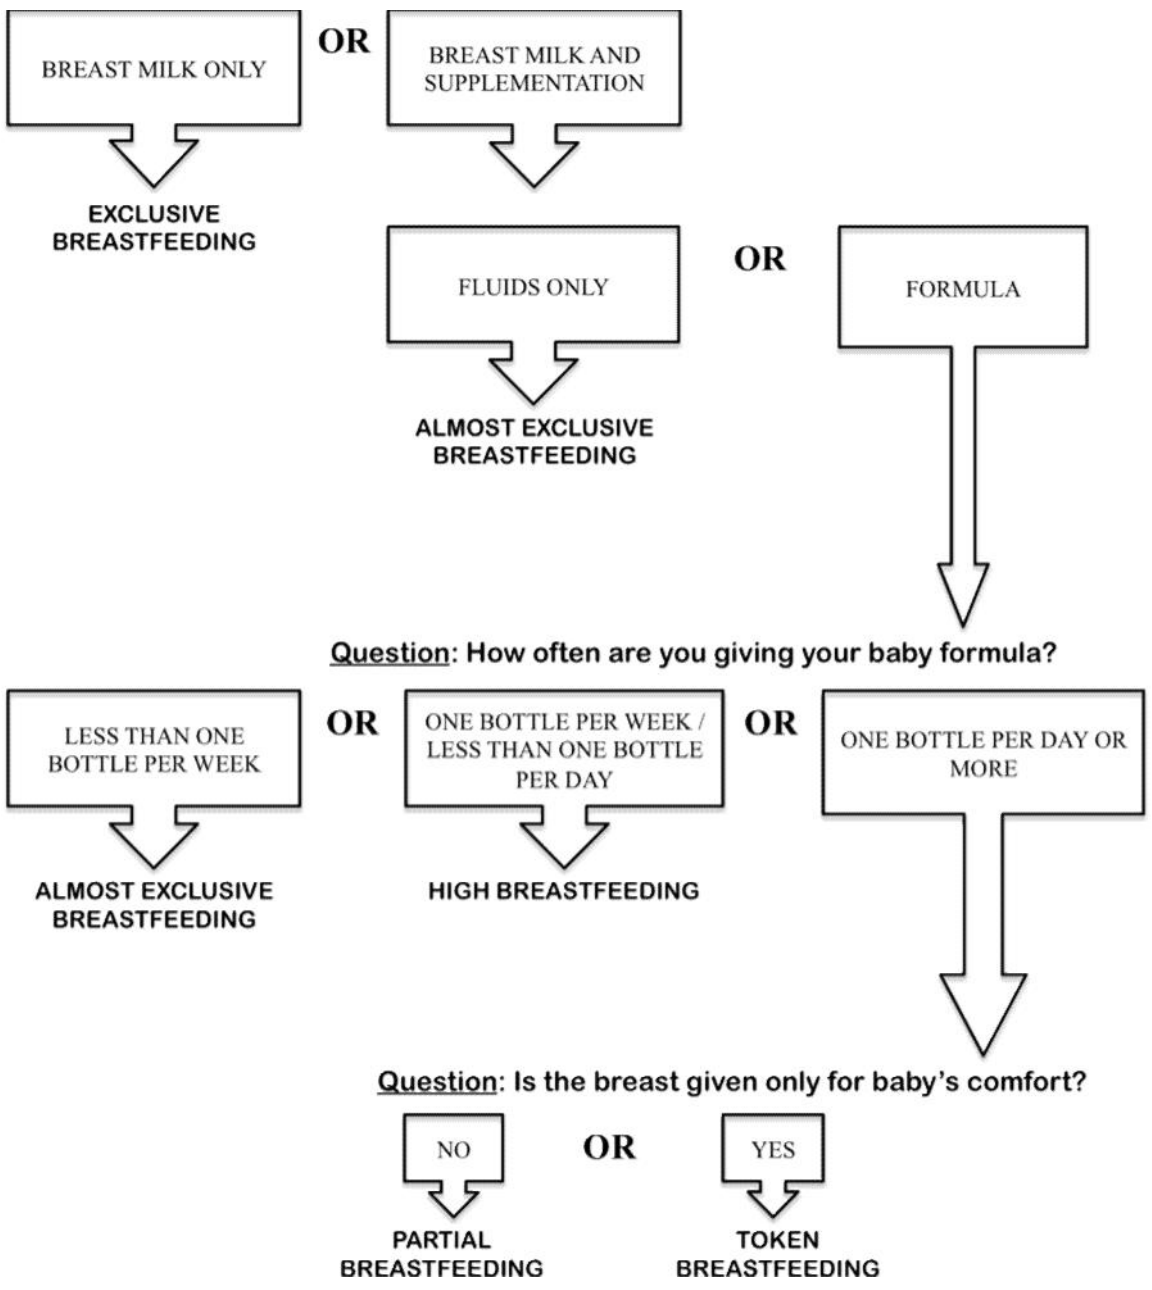 BREAST MILK ONLY
OR
BREAST MILK AND
SUPPLEMENTATION
EXCLUSIVE
BREASTFEEDING
FLUIDS ONLY
OR
FORMULA
ALMOST EXCLUSIVE
BREASTFEEDING
Question: How often are you giving your baby formula?
LESS THAN ONE
BOTTLE PER WEEK
OR
ONE BOTTLE PER WEEK /
LESS THAN ONE BOTTLE
PER DAY
OR
ONE BOTTLE PER DAY OR
MORE
ALMOST EXCLUSIVE
BREASTFEEDING
HIGH BREASTFEEDING
Question: Is the breast given only for baby's comfort?
NO
OR
YES
PARTIAL
BREASTFEEDING
TOKEN
BREASTFEEDING